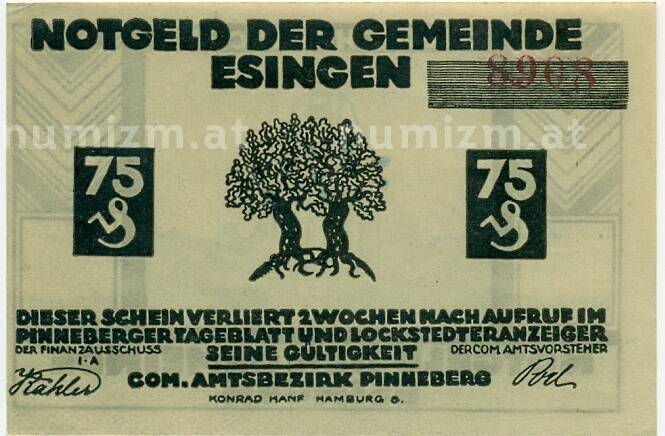 NOTGELD DER GEMEINDE
ESINGEN
8968
numizm.at numizm.at
75 75
DIESER SCHEIN VERLIERT 2 WOCHEN NACH AUFRUF IM
PINNEBERGER TAGEBLATT UND LOCKSTEDTER ANZEIGER
DER FINANZAUSSCHUSS SEINE GÜLTIGKEIT DER COM. AMTSVORSTEHER
I·A
COM. AMTSBEZIRK PINNEBERG
KONRAD HANF HAMBURG 8.